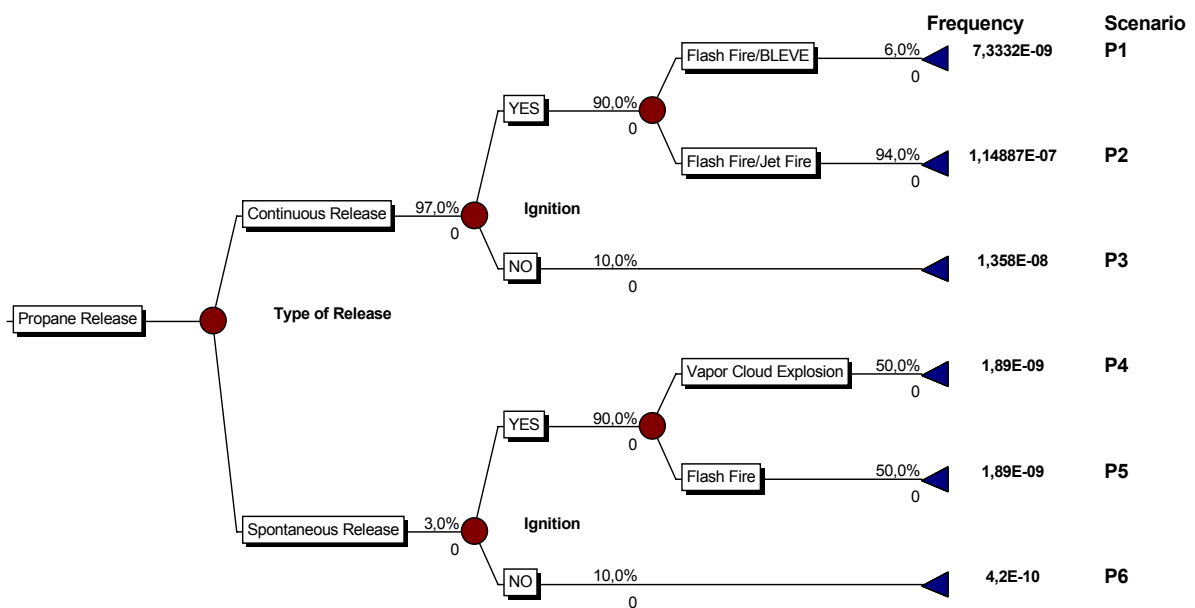 Frequency Scenario
Flash Fire/BLEVE 6,0% 7,3332E-09 P1
0
YES 90,0%
0
Flash Fire/Jet Fire 94,0% 1,14887E-07 P2
0
Continuous Release 97,0% Ignition
0
NO 10,0% 1,358E-08 P3
0
Propane Release Type of Release
Vapor Cloud Explosion 50,0% 1,89E-09 P4
0
YES 90,0%
0
Flash Fire 50,0% 1,89E-09 P5
0
Spontaneous Release 3,0% Ignition
0
NO 10,0% 4,2E-10 P6
0